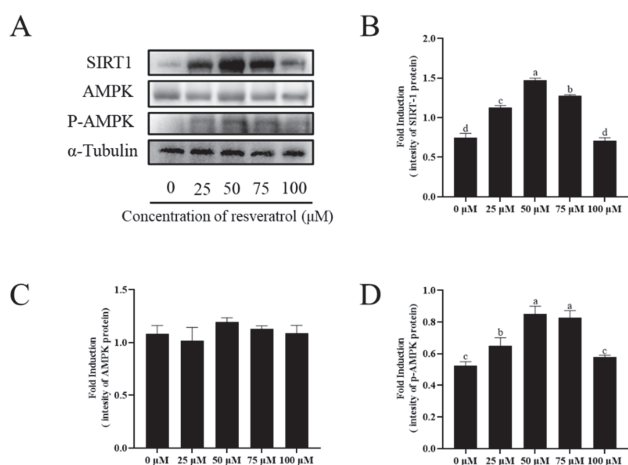 A
SIRT1
AMPK
P-AMPK
α-Tubulin
0 25 50 75 100
Concentration of resveratrol (μM)
B
Fold Induction
( intesity of SIRT-1 protein)
2.0
1.5
1.0
0.5
0.0
d c a b d
0 μM 25 μM 50 μM 75 μM 100 μM
C
Fold Induction
( intesity of AMPK protein)
1.5
1.0
0.5
0.0
0 μM 25 μM 50 μM 75 μM 100 μM
D
Fold Induction
( intesity of p-AMPK protein)
1.0
0.8
0.6
0.4
0.2
0.0
c b a a c
0 μM 25 μM 50 μM 75 μM 100 μM